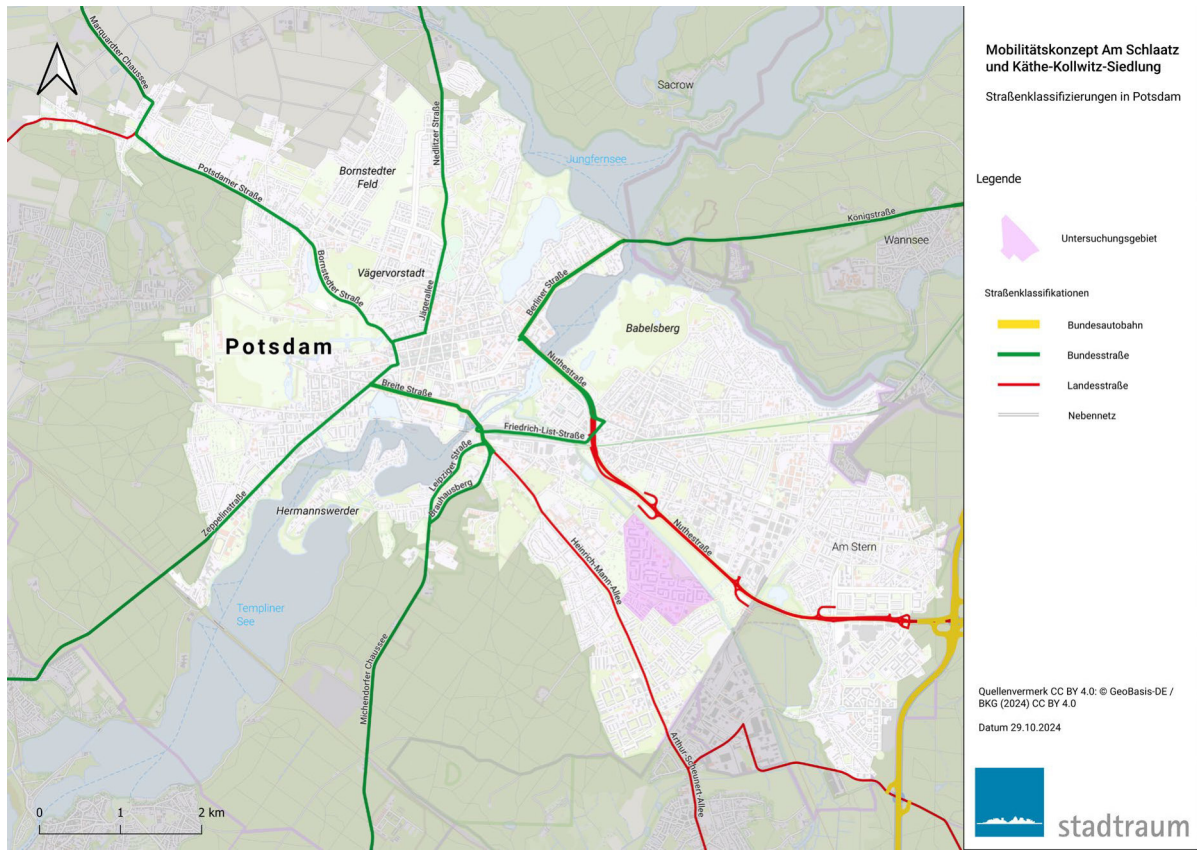 Marquardter Chaussee
Sacrow
Nedlitzer Straße
Jungfernsee
Bornstedter
Feld
Potsdamer Straße
Königstraße
Wannsee
Vägervorstadt
Bornstedter Straße
Berliner Straße
Jägerallee
Babelsberg
Potsdam
Nuthestraße
Breite Straße
Friedrich-List-Straße
Leipziger Straße
Brauhausberg
Zeppelinstraße
Hermannswerder
Nuthestraße
Am Stern
Heinrich-Mann-Allee
Templiner
See
Michendorfer Chaussee
Arthur-Scheunert-Allee
D
0 1 2 km
Mobilitätskonzept Am Schlaatz
und Käthe-Kollwitz-Siedlung
Straßenklassifizierungen in Potsdam
Legende
Untersuchungsgebiet
Straßenklassifikationen
Bundesautobahn
Bundesstraße
Landesstraße
Nebennetz
Quellenvermerk CC BY 4.0: © GeoBasis-DE /
BKG (2024) CC BY 4.0
Datum 29.10.2024
stadtraum